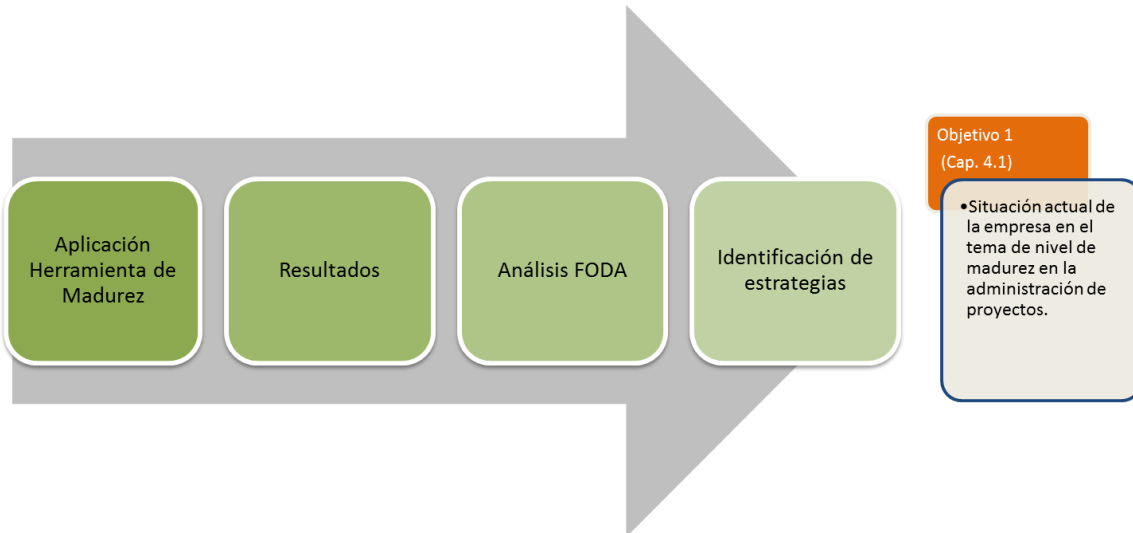 Aplicación
Herramienta de
Madurez
Resultados
Análisis FODA
Identificación de
estrategias
Objetivo 1
(Cap. 4.1)
•Situación actual de
la empresa en el
tema de nivel de
madurez en la
administración de
proyectos.